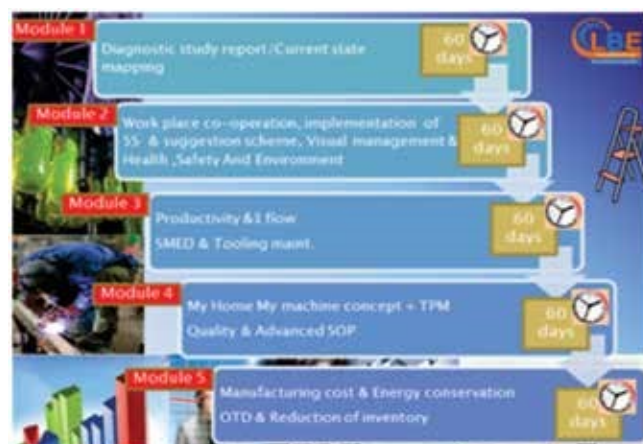 Module 1
Diagnostic study report/Current state
mapping
60
days
LBE
Module 2
Work place co-operation, implementation of
5S & suggestion scheme, Visual management &
Health ,Safety And Environment
60
days
Module 3
Productivity &1 flow
SMED & Tooling maint.
60
days
Module 4
My Home My machine concept + TPM
Quality & Advanced SOP
60
days
Module 5
Manufacturing cost & Energy conservation
OTD & Reduction of inventory
60
days